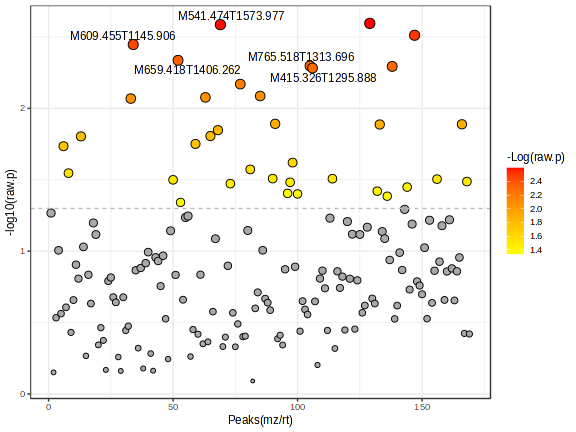 M541.474T1573.977
M609.455T1145.906
M765.518T1313.696
M659.418T1406.262
M415.326T1295.888
-log10(raw.p)
2
1
0
0
50
100
150
Peaks(mz/rt)
-Log(raw.p)
2.4
2.2
2.0
1.8
1.6
1.4